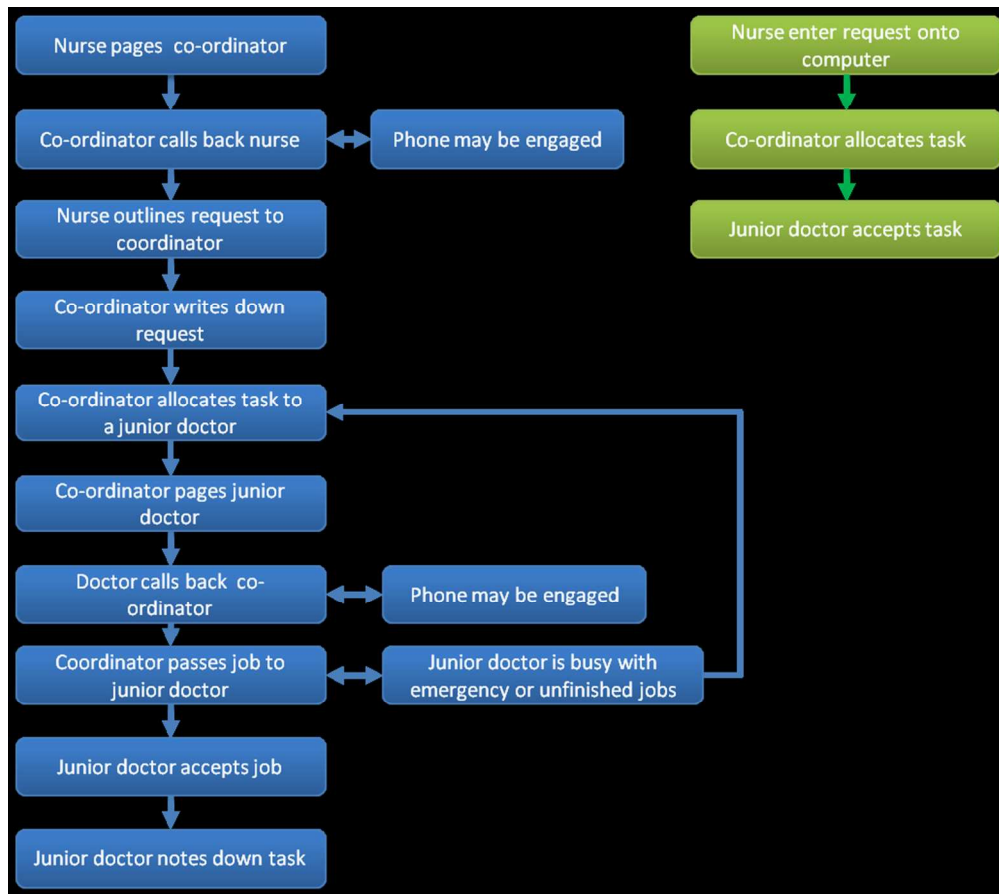 Nurse pages co-ordinator
Co-ordinator calls back nurse
Phone may be engaged
Nurse outlines request to
coordinator
Co-ordinator writes down
request
Co-ordinator allocates task to
a junior doctor
Co-ordinator pages junior
doctor
Doctor calls back co-
ordinator
Phone may be engaged
Coordinator passes job to
junior doctor
Junior doctor is busy with
emergency or unfinished jobs
Junior doctor accepts job
Junior doctor notes down task
Nurse enter request onto
computer
Co-ordinator allocates task
Junior doctor accepts task